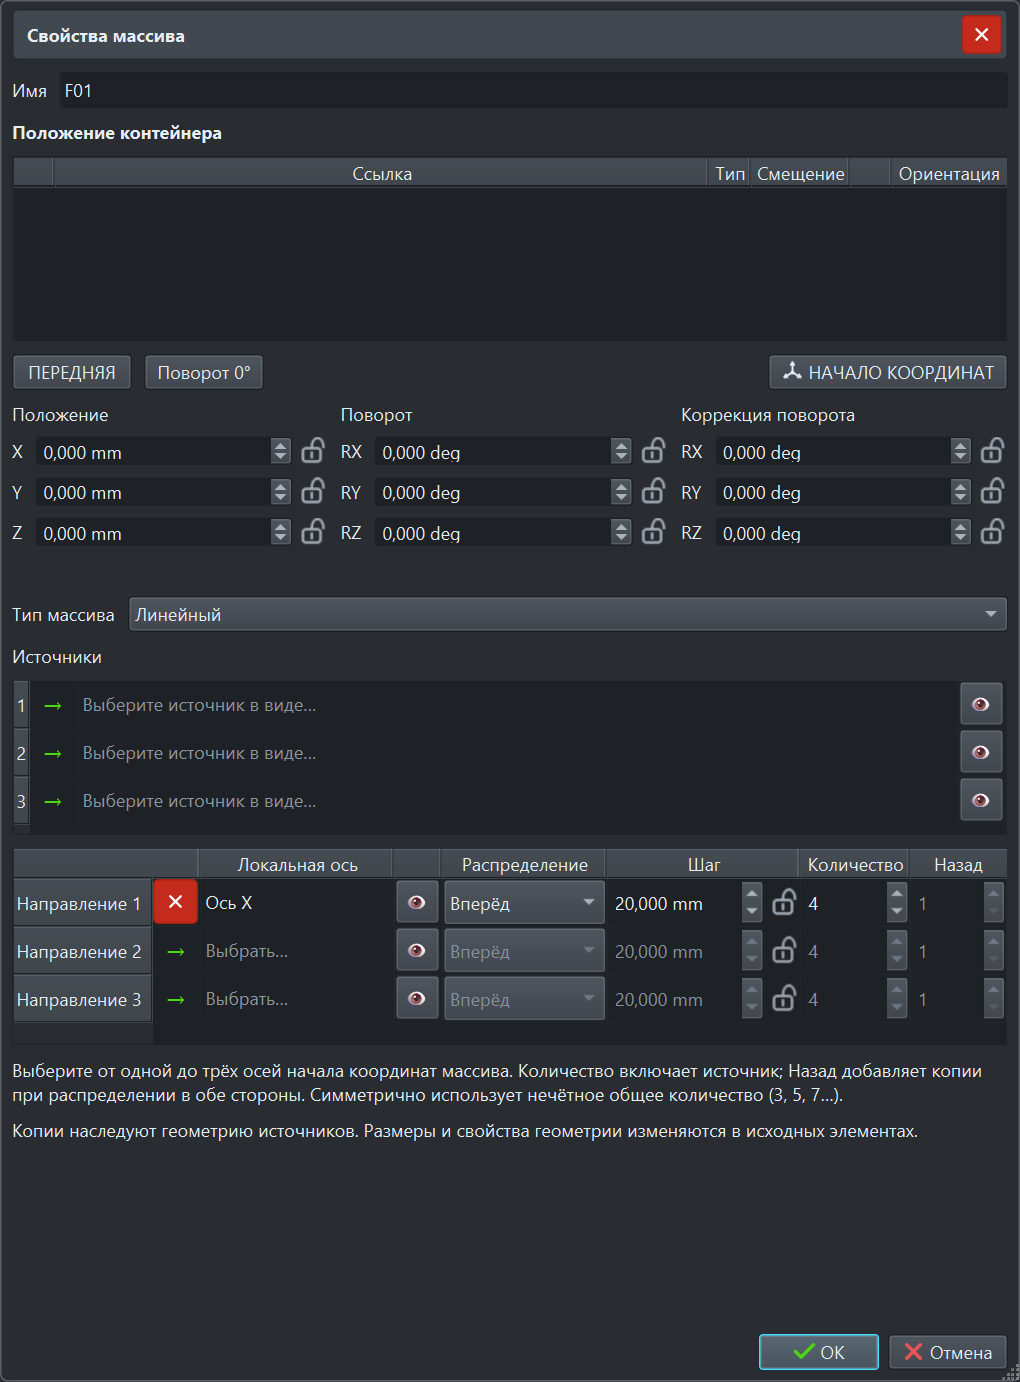 Свойства массива
Имя F01
Положение контейнера
Ссылка Тип Смещение Ориентация
ПЕРЕДНЯЯ Поворот 0° НАЧАЛО КООРДИНАТ
Положение Поворот Коррекция поворота
X 0,000 mm RX 0,000 deg RX 0,000 deg
Y 0,000 mm RY 0,000 deg RY 0,000 deg
Z 0,000 mm RZ 0,000 deg RZ 0,000 deg
Тип массива Линейный
Источники
1 → Выберите источник в виде...
2 → Выберите источник в виде...
3 → Выберите источник в виде...
Локальная ось Распределение Шаг Количество Назад
Направление 1 Ось X Вперёд 20,000 mm 4 1
Направление 2 → Выбрать... Вперёд 20,000 mm 4 1
Направление 3 → Выбрать... Вперёд 20,000 mm 4 1
Выберите от одной до трёх осей начала координат массива. Количество включает источник; Назад добавляет копии
при распределении в обе стороны. Симметрично использует нечётное общее количество (3, 5, 7...).
Копии наследуют геометрию источников. Размеры и свойства геометрии изменяются в исходных элементах.
OK Отмена